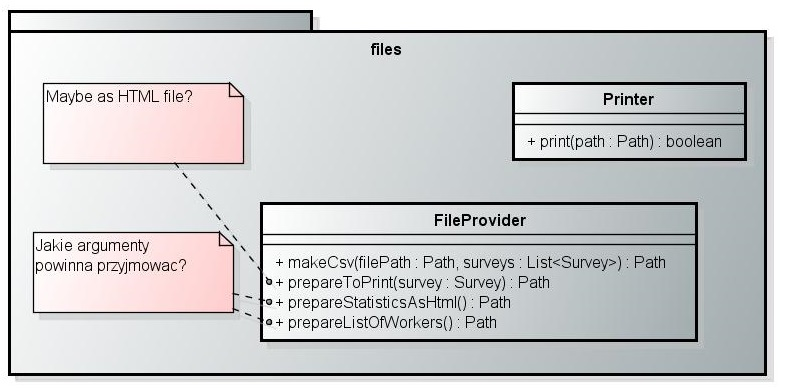 files
Maybe as HTML file?
Printer
+ print(path : Path) : boolean
FileProvider
+ makeCsv(filePath : Path, surveys : List<Survey>) : Path
+ prepareToPrint(survey : Survey) : Path
+ prepareStatisticsAsHtml() : Path
+ prepareListOfWorkers() : Path
Jakie argumenty
powinna przyjmowac?